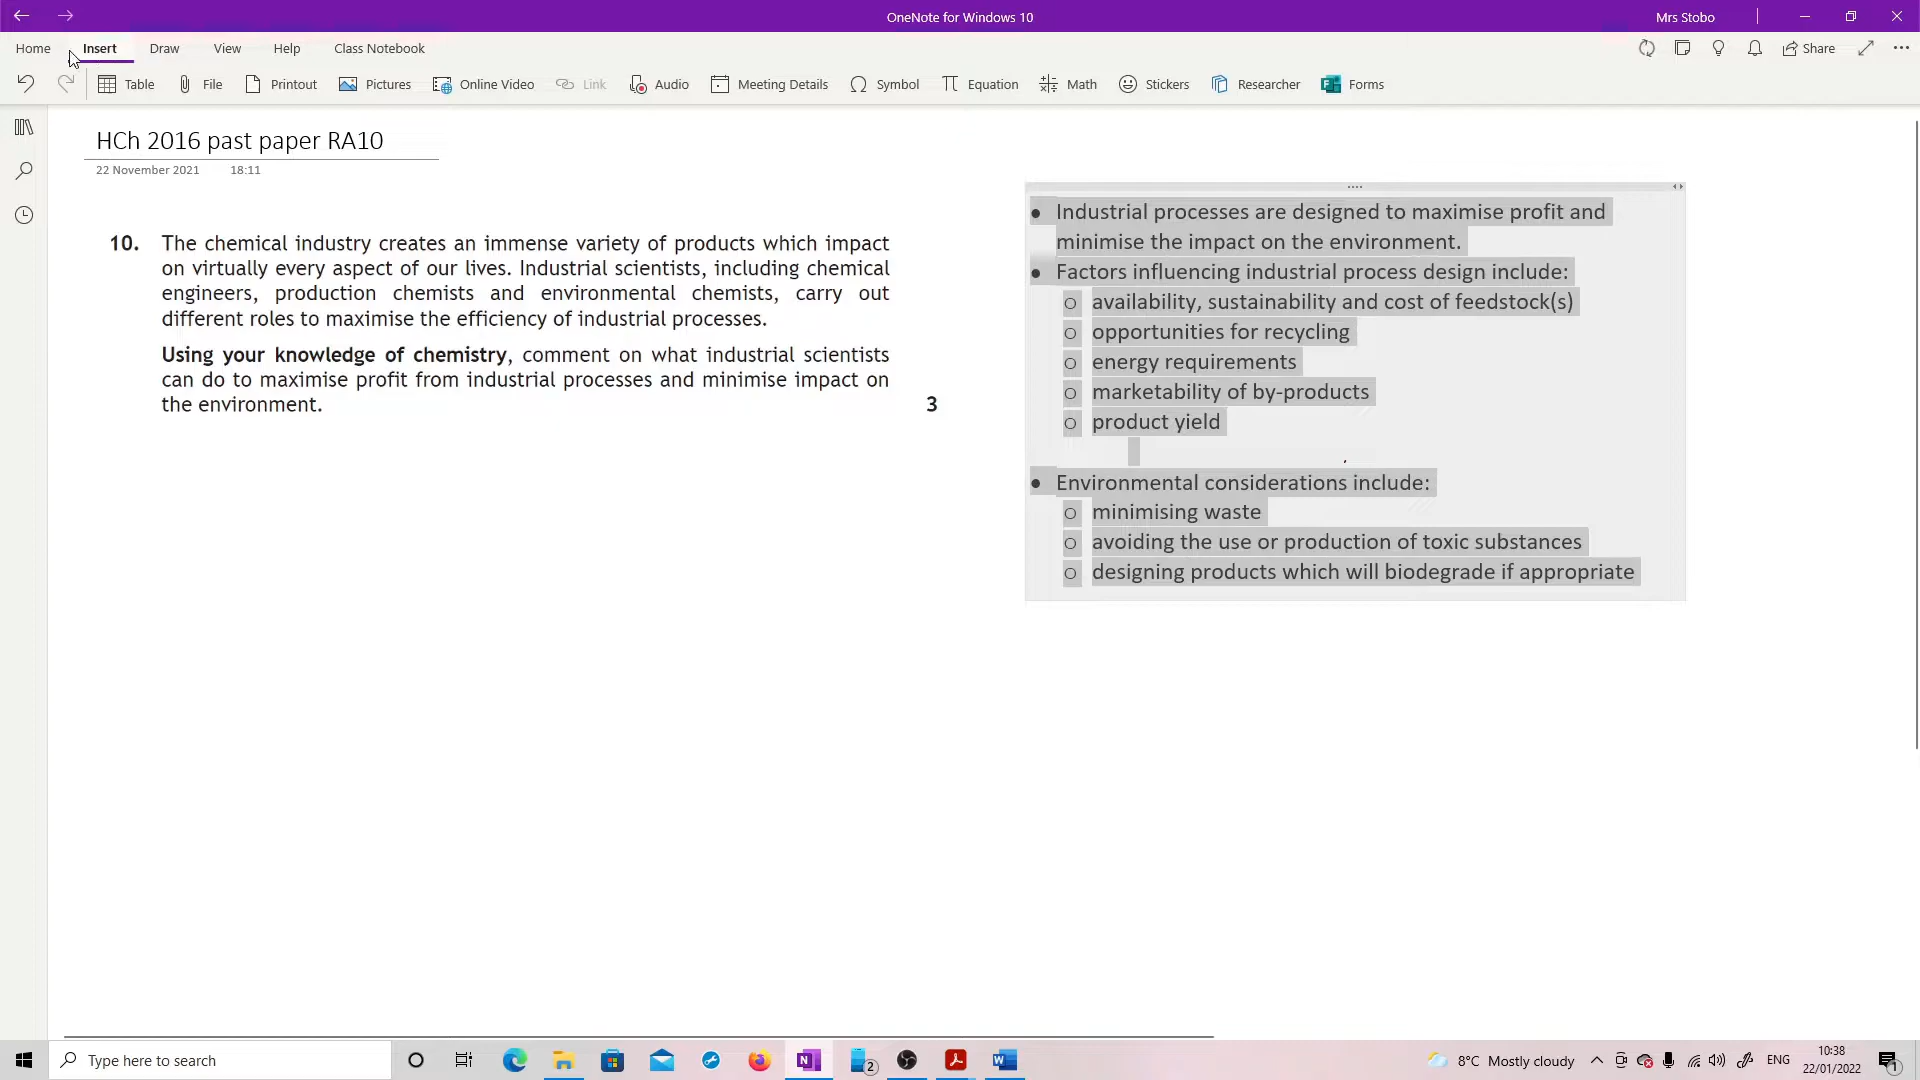 OneNote for Windows 10
Mrs Stobo
Home Insert Draw View Help Class Notebook
Share
Table File Printout Pictures Online Video Link Audio Meeting Details Symbol Equation Math Stickers Researcher Forms
HCh 2016 past paper RA10
22 November 2021 18:11
10. The chemical industry creates an immense variety of products which impact
on virtually every aspect of our lives. Industrial scientists, including chemical
engineers, production chemists and environmental chemists, carry out
different roles to maximise the efficiency of industrial processes.
Using your knowledge of chemistry, comment on what industrial scientists
can do to maximise profit from industrial processes and minimise impact on
the environment. 3
• Industrial processes are designed to maximise profit and
minimise the impact on the environment.
• Factors influencing industrial process design include:
o availability, sustainability and cost of feedstock(s)
o opportunities for recycling
o energy requirements
o marketability of by-products
o product yield
• Environmental considerations include:
o minimising waste
o avoiding the use or production of toxic substances
o designing products which will biodegrade if appropriate
Type here to search
2
8°C Mostly cloudy
ENG
10:38
22/01/2022
1